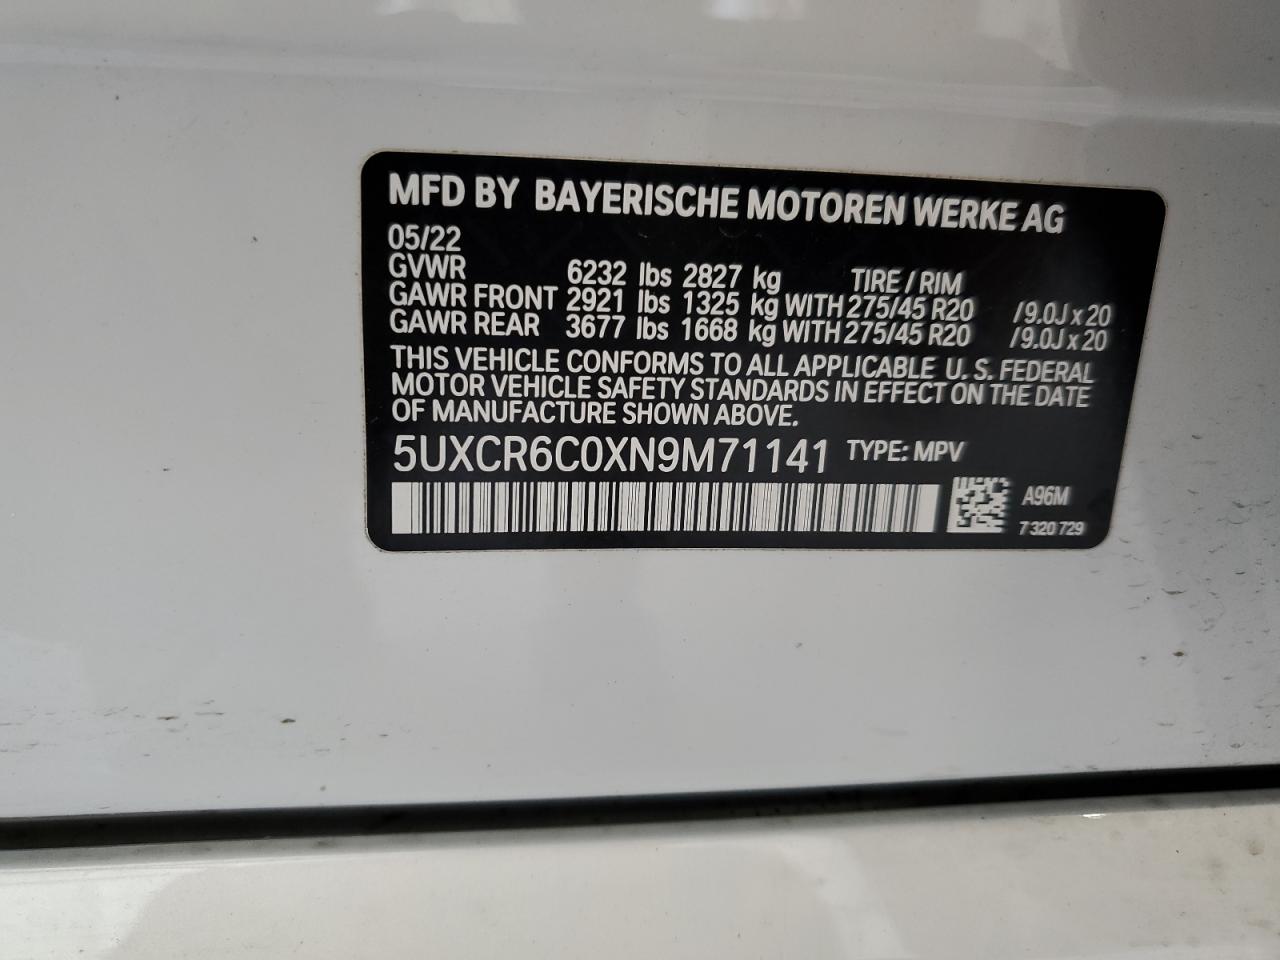 MFD BY BAYERISCHE MOTOREN WERKE AG
05/22
GVWR 6232 lbs 2827 kg TIRE / RIM
GAWR FRONT 2921 lbs 1325 kg WITH 275/45 R20 /9.0J x 20
GAWR REAR 3677 lbs 1668 kg WITH 275/45 R20 /9.0J x 20
THIS VEHICLE CONFORMS TO ALL APPLICABLE U. S. FEDERAL
MOTOR VEHICLE SAFETY STANDARDS IN EFFECT ON THE DATE
OF MANUFACTURE SHOWN ABOVE.
5UXCR6C0XN9M71141 TYPE: MPV
A96M
7 320 729